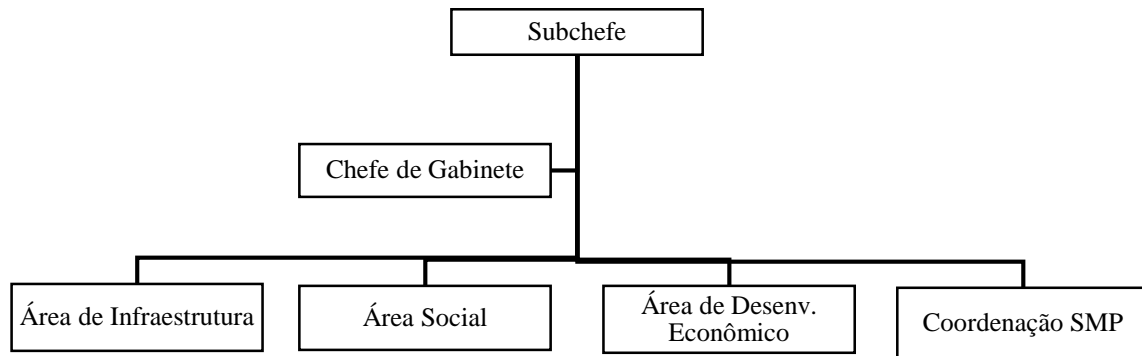 Subchefe
Chefe de Gabinete
Área de Infraestrutura
Área Social
Área de Desenv.
Econômico
Coordenação SMP